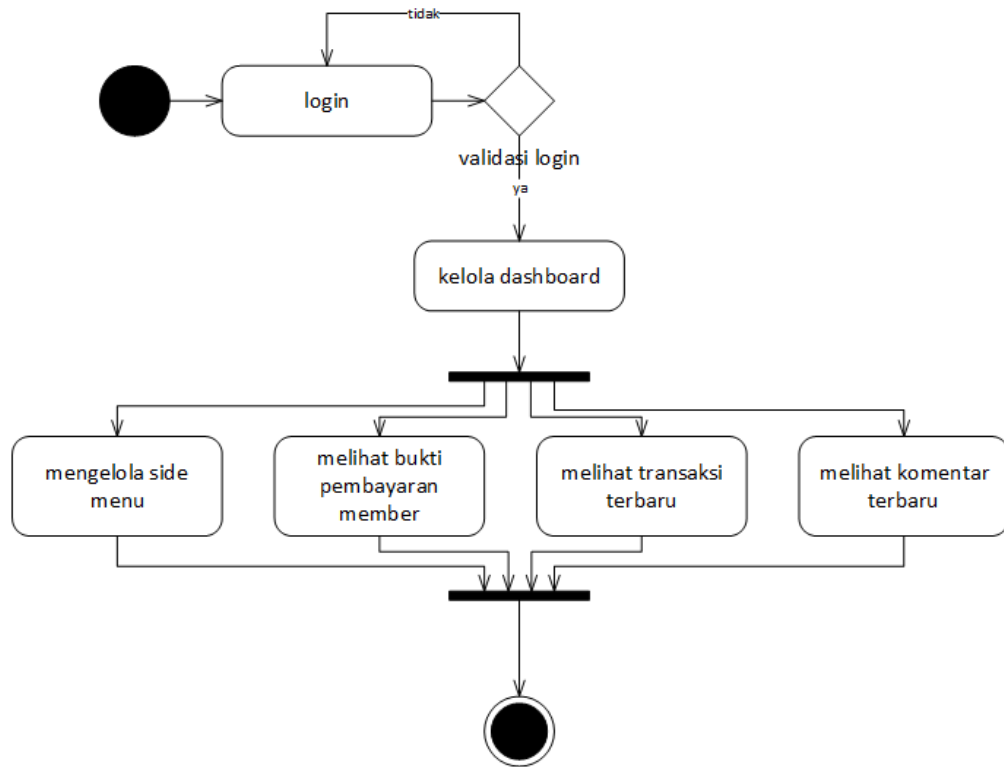 tidak
login
validasi login
ya
kelola dashboard
mengelola side
menu
melihat bukti
pembayaran
member
melihat transaksi
terbaru
melihat komentar
terbaru